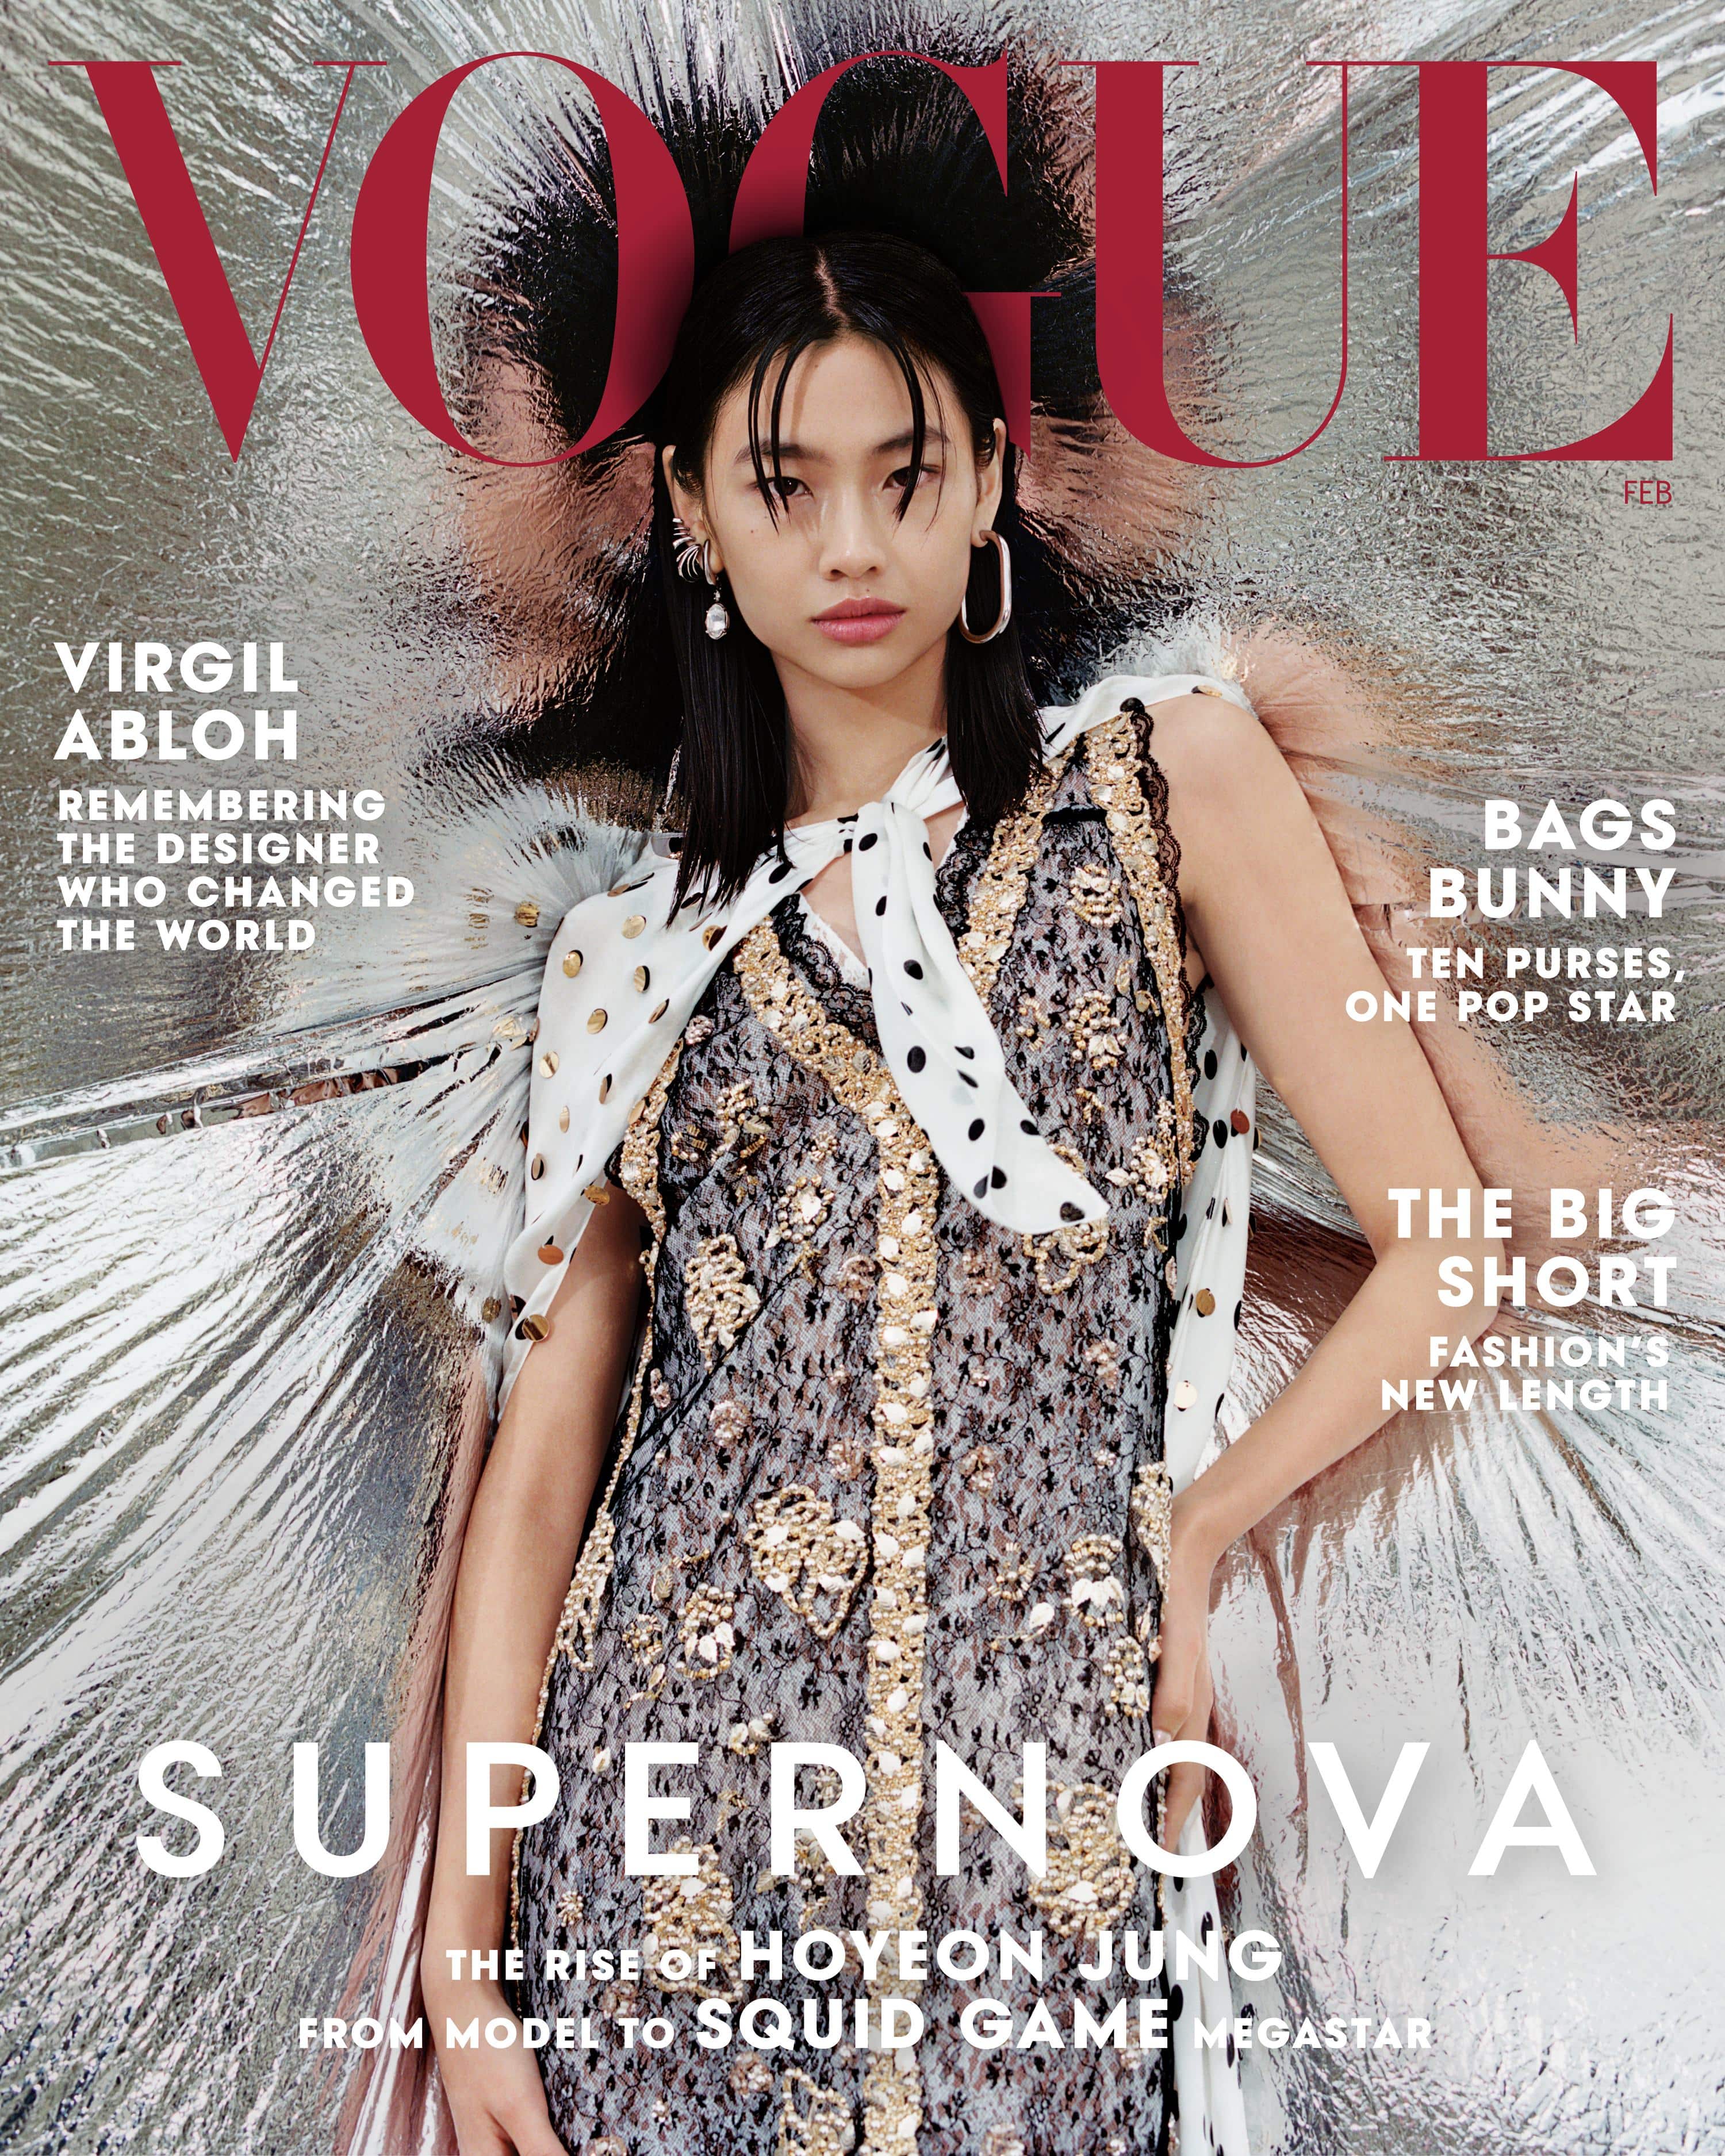 VOGUE
FEB
VIRGIL
ABLOH
REMEMBERING
THE DESIGNER
WHO CHANGED
THE WORLD
BAGS
BUNNY
TEN PURSES,
ONE POP STAR
THE BIG
SHORT
FASHION'S
NEW LENGTH
SUPERNOVA
THE RISE OF HOYEON JUNG
FROM MODEL TO SQUID GAME MEGASTAR